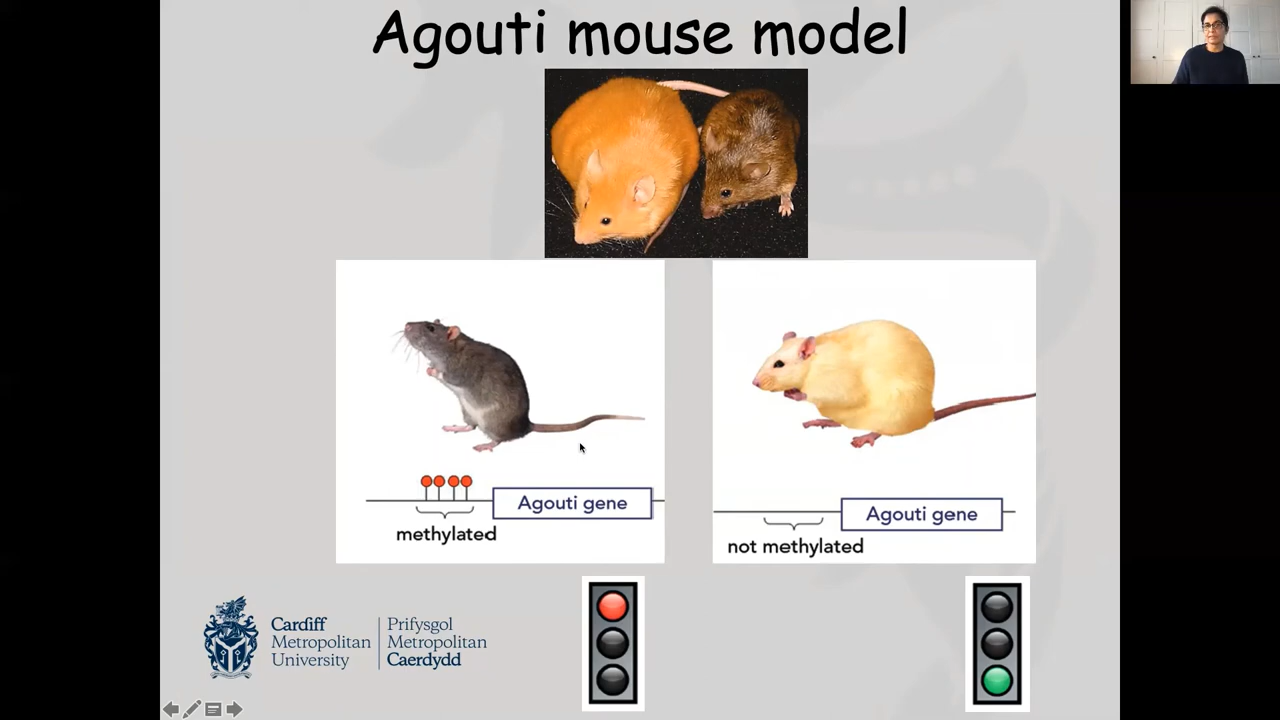 Agouti mouse model
Agouti gene
methylated
Agouti gene
not methylated
Cardiff
Metropolitan
University
Prifysgol
Metropolitan
Caerdydd